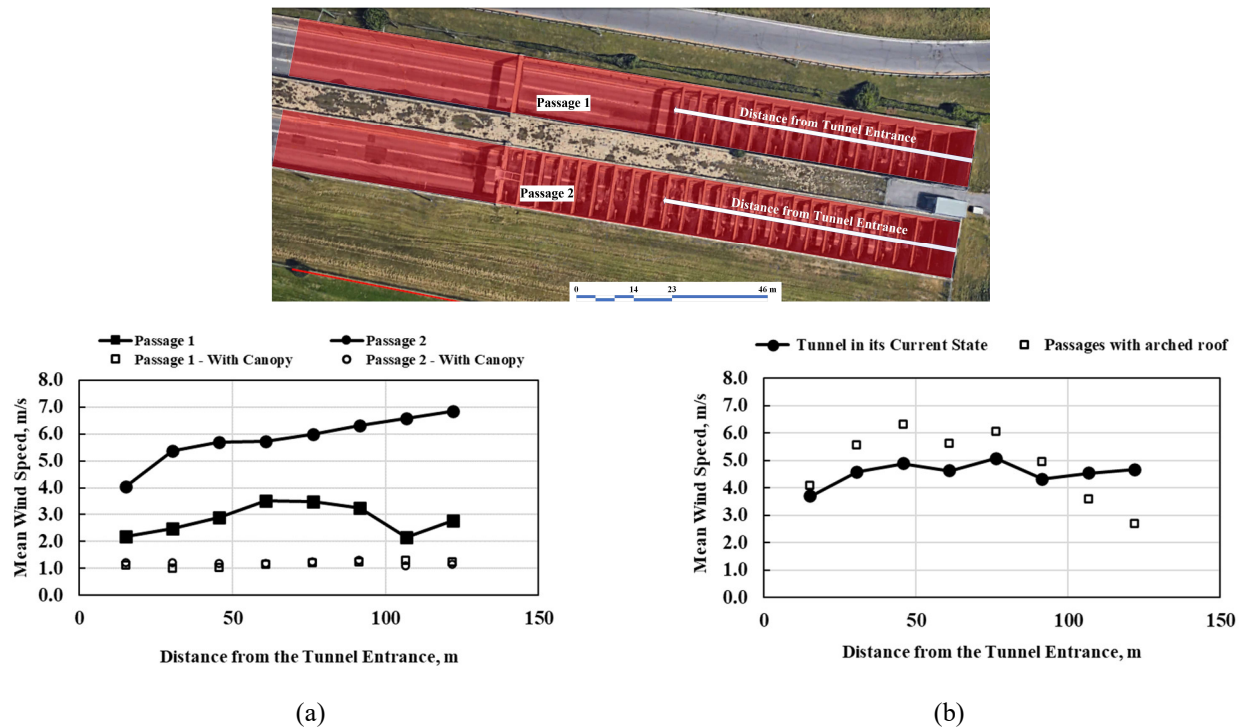 Passage 1
Distance from Tunnel Entrance
Passage 2
Distance from Tunnel Entrance
0 14 23 46 m
Passage 1 Passage 2
Passage 1 - With Canopy Passage 2 - With Canopy
8.0
7.0
6.0
5.0
4.0
3.0
2.0
1.0
0.0
Mean Wind Speed, m/s
0 50 100 150
Distance from the Tunnel Entrance, m
(a)
Tunnel in its Current State Passages with arched roof
8.0
7.0
6.0
5.0
4.0
3.0
2.0
1.0
0.0
Mean Wind Speed, m/s
0 50 100 150
Distance from the Tunnel Entrance, m
(b)